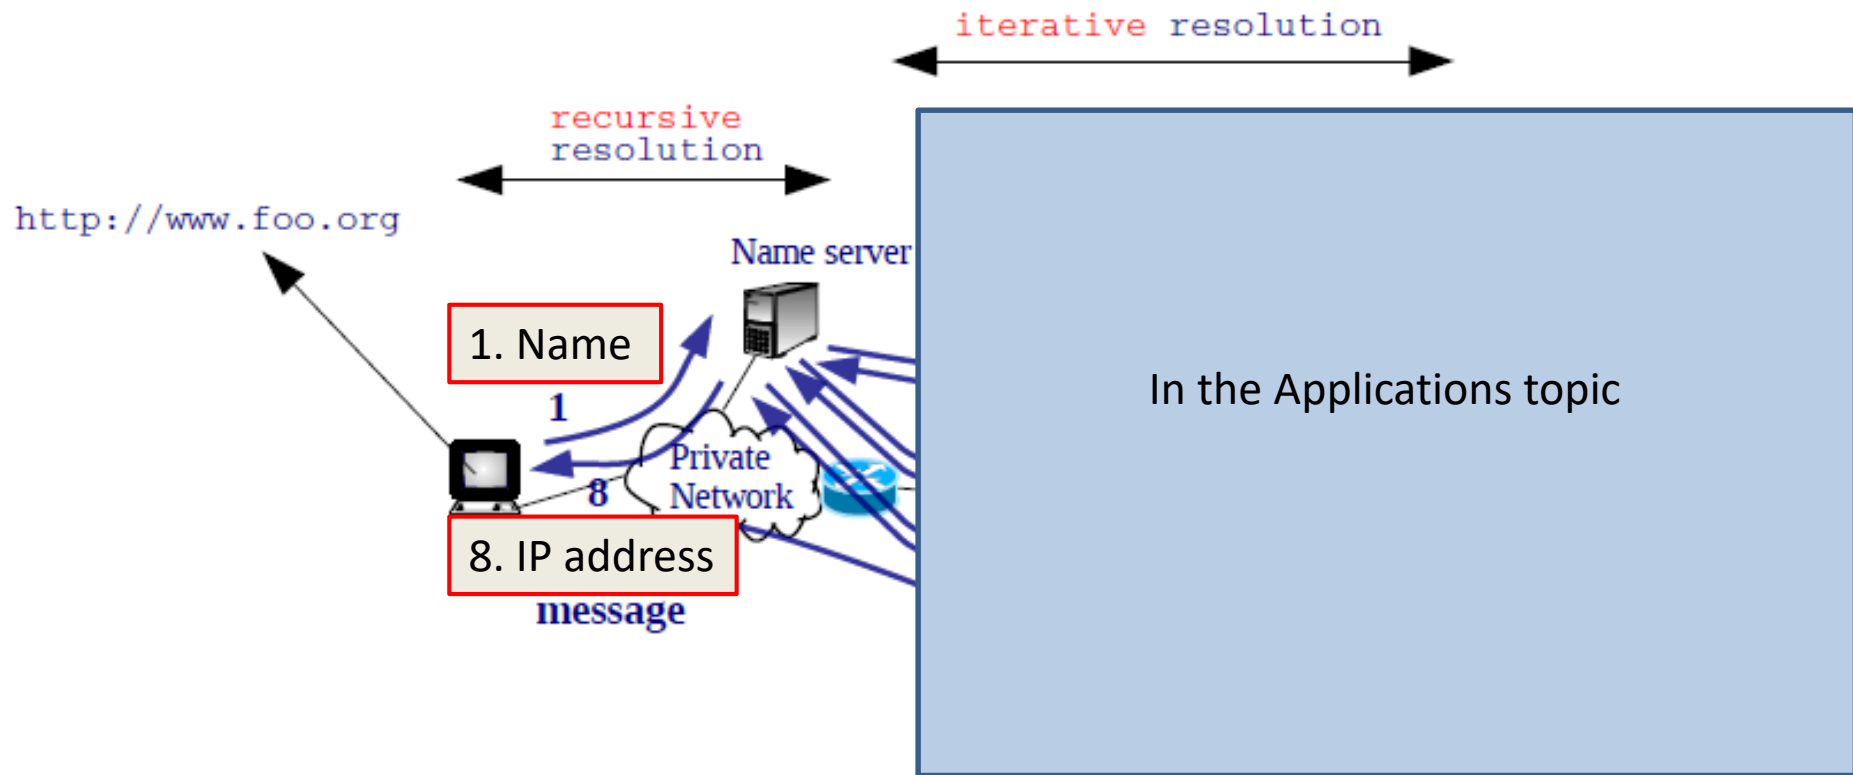 iterative resolution
recursive
resolution
http://www.foo.org
Name server
1. Name
1
In the Applications topic
Private
Network
8
8. IP address
message